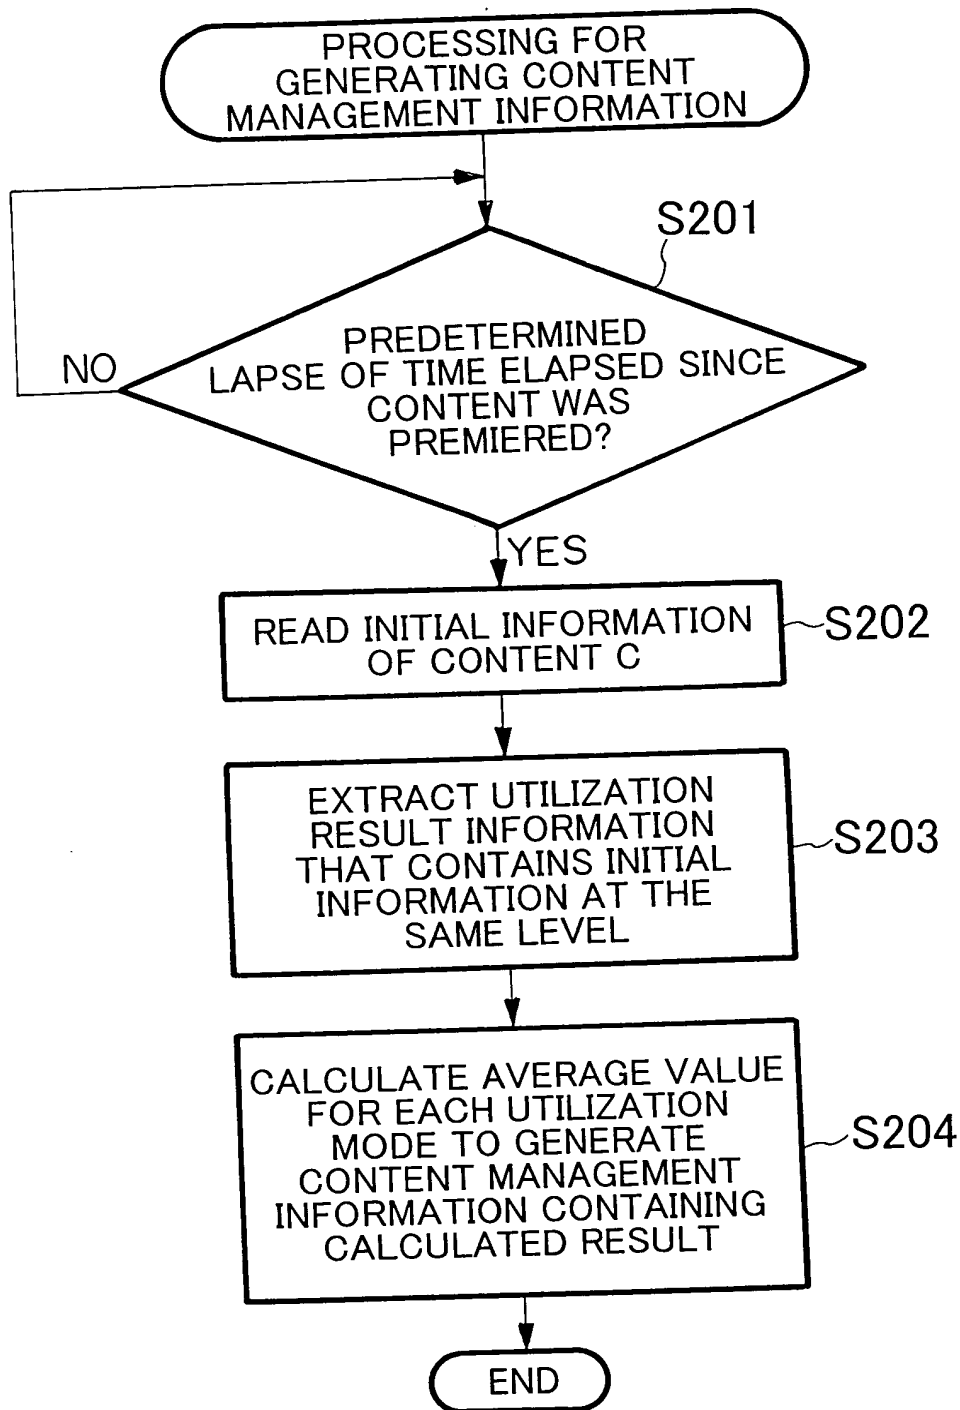 PROCESSING FOR
GENERATING CONTENT
MANAGEMENT INFORMATION
S201
PREDETERMINED
LAPSE OF TIME ELAPSED SINCE
CONTENT WAS
PREMIERED?
NO
YES
READ INITIAL INFORMATION
OF CONTENT C
S202
EXTRACT UTILIZATION
RESULT INFORMATION
THAT CONTAINS INITIAL
INFORMATION AT THE
SAME LEVEL
S203
CALCULATE AVERAGE VALUE
FOR EACH UTILIZATION
MODE TO GENERATE
CONTENT MANAGEMENT
INFORMATION CONTAINING
CALCULATED RESULT
S204
END